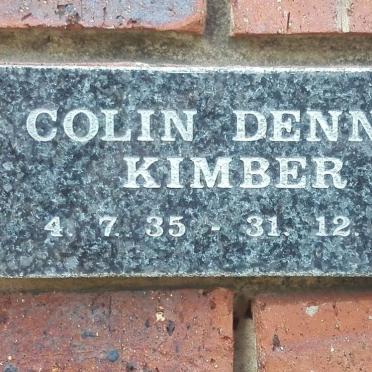 COLIN DENN
KIMBER
4. 7. 35 - 31. 12.